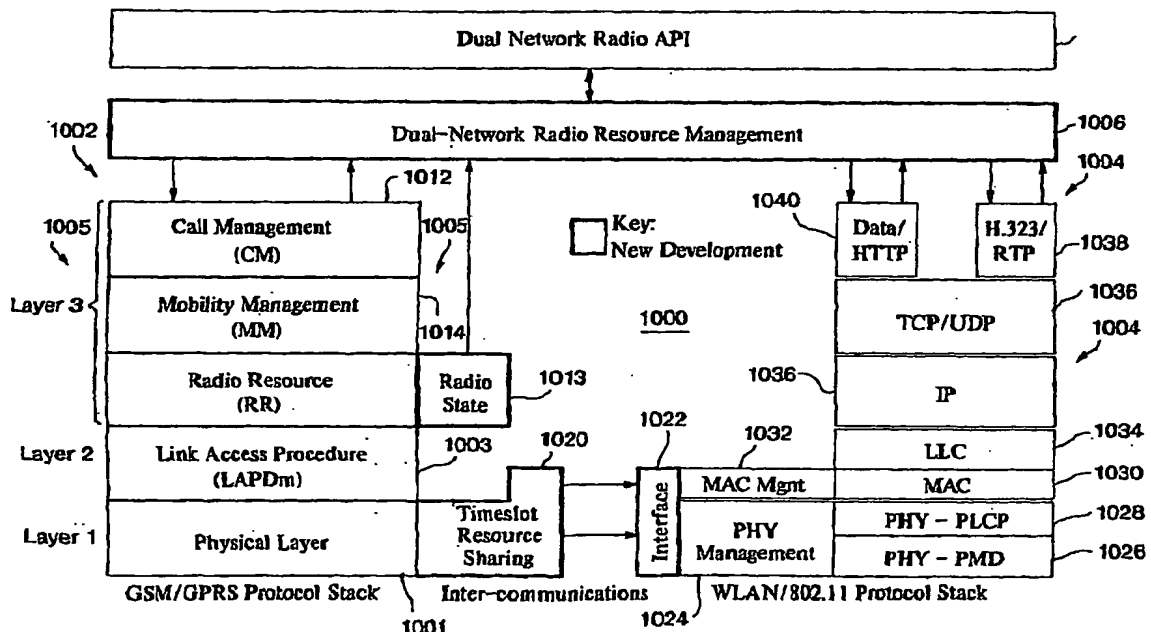 Dual Network Radio API
Dual-Network Radio Resource Management
1006
1002
1012
1004
1005
Layer 3
Call Management
(CM)
1005
Key:
New Development
1040
Data/
HTTP
H.323/
RTP
1038
Mobility Management
(MM)
1014
1000
TCP/UDP
1036
1004
Radio Resource
(RR)
Radio
State
1013
1036
IP
Layer 2
Link Access Procedure
(LAPDm)
1003
1020
1022
1032
LLC
1034
MAC Mgnt
MAC
1030
Layer 1
Physical Layer
Timeslot
Resource
Sharing
Interface
PHY
Management
PHY - PLCP
1028
PHY - PMD
1026
GSM/GPRS Protocol Stack
Inter-communications
WLAN/802.11 Protocol Stack
1001
1024